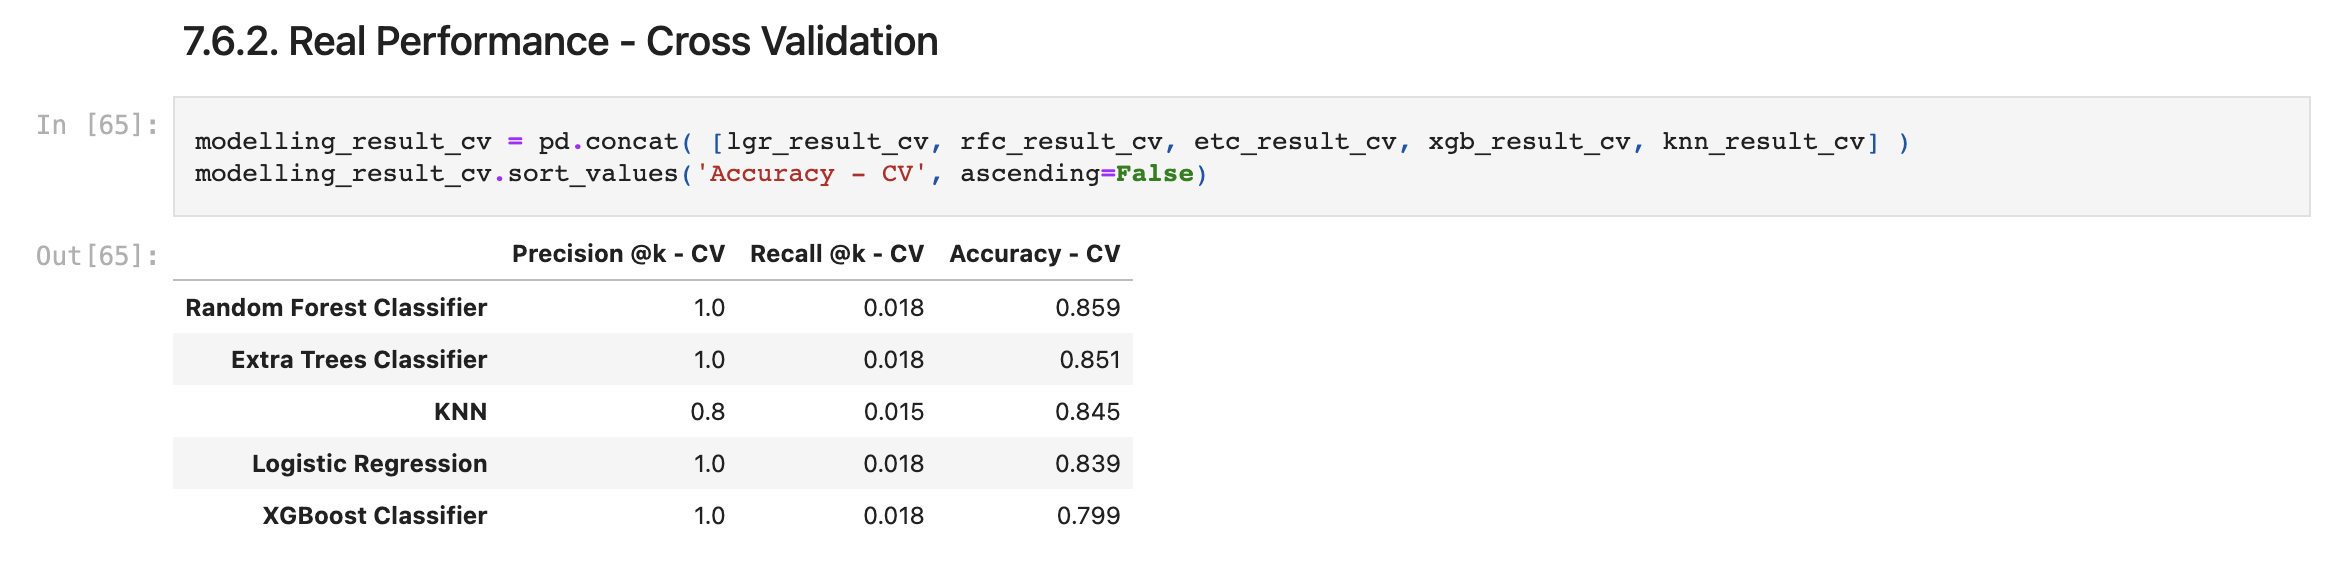 7.6.2. Real Performance - Cross Validation
In [65]:
modelling_result_cv = pd.concat( [lgr_result_cv, rfc_result_cv, etc_result_cv, xgb_result_cv, knn_result_cv] )
modelling_result_cv.sort_values('Accuracy - CV', ascending=False)
Out[65]:
Precision @k - CV Recall @k - CV Accuracy - CV
Random Forest Classifier 1.0 0.018 0.859
Extra Trees Classifier 1.0 0.018 0.851
KNN 0.8 0.015 0.845
Logistic Regression 1.0 0.018 0.839
XGBoost Classifier 1.0 0.018 0.799